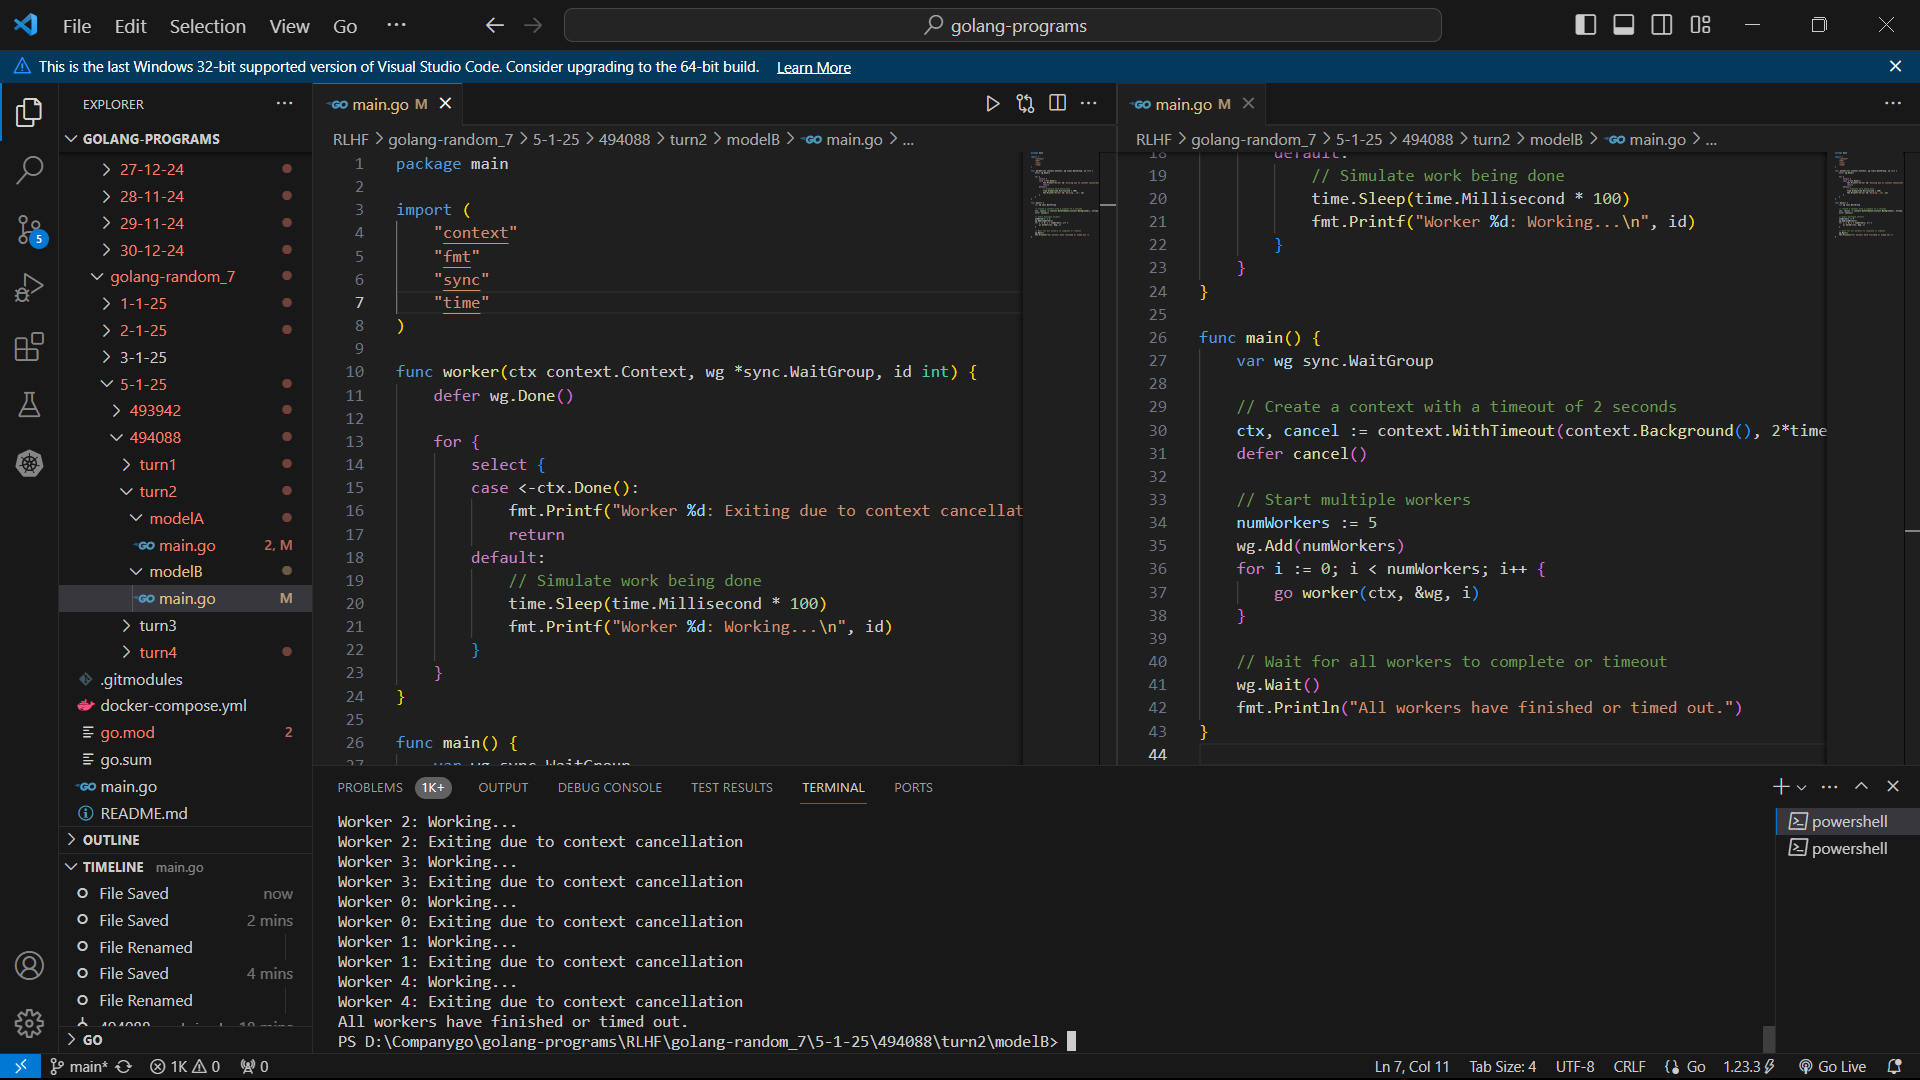 File Edit Selection View Go ··· golang-programs
This is the last Windows 32-bit supported version of Visual Studio Code. Consider upgrading to the 64-bit build. Learn More
EXPLORER ···
GOLANG-PROGRAMS
27-12-24
28-11-24
29-11-24
30-12-24
golang-random_7
1-1-25
2-1-25
3-1-25
5-1-25
493942
494088
turn1
turn2
modelA
GO main.go 2, M
modelB
GO main.go M
turn3
turn4
.gitmodules
docker-compose.yml
go.mod 2
go.sum
GO main.go
README.md
OUTLINE
TIMELINE main.go
File Saved now
File Saved 2 mins
File Renamed
File Saved 4 mins
File Renamed
GO
5
GO main.go M
RLHF > golang-random_7 > 5-1-25 > 494088 > turn2 > modelB > GO main.go > ...
1 package main
2
3 import (
4 "context"
5 "fmt"
6 "sync"
7 "time"
8 )
9
10 func worker(ctx context.Context, wg *sync.WaitGroup, id int) {
11 defer wg.Done()
12
13 for {
14 select {
15 case <-ctx.Done():
16 fmt.Printf("Worker %d: Exiting due to context cancellat
17 return
18 default:
19 // Simulate work being done
20 time.Sleep(time.Millisecond * 100)
21 fmt.Printf("Worker %d: Working...\n", id)
22 }
23 }
24 }
25
26 func main() {
27 var wg sync.WaitGroup
GO main.go M
RLHF > golang-random_7 > 5-1-25 > 494088 > turn2 > modelB > GO main.go > ...
18 default:
19 // Simulate work being done
20 time.Sleep(time.Millisecond * 100)
21 fmt.Printf("Worker %d: Working...\n", id)
22 }
23 }
24 }
25
26 func main() {
27 var wg sync.WaitGroup
28
29 // Create a context with a timeout of 2 seconds
30 ctx, cancel := context.WithTimeout(context.Background(), 2*time
31 defer cancel()
32
33 // Start multiple workers
34 numWorkers := 5
35 wg.Add(numWorkers)
36 for i := 0; i < numWorkers; i++ {
37 go worker(ctx, &wg, i)
38 }
39
40 // Wait for all workers to complete or timeout
41 wg.Wait()
42 fmt.Println("All workers have finished or timed out.")
43 }
44
PROBLEMS 1K+ OUTPUT DEBUG CONSOLE TEST RESULTS TERMINAL PORTS
Worker 2: Working...
Worker 2: Exiting due to context cancellation
Worker 3: Working...
Worker 3: Exiting due to context cancellation
Worker 0: Working...
Worker 0: Exiting due to context cancellation
Worker 1: Working...
Worker 1: Exiting due to context cancellation
Worker 4: Working...
Worker 4: Exiting due to context cancellation
All workers have finished or timed out.
PS D:\Companygo\golang-programs\RLHF\golang-random_7\5-1-25\494088\turn2\modelB>
powershell
powershell
main* 1K 0 0 Ln 7, Col 11 Tab Size: 4 UTF-8 CRLF {} Go 1.23.3 Go Live